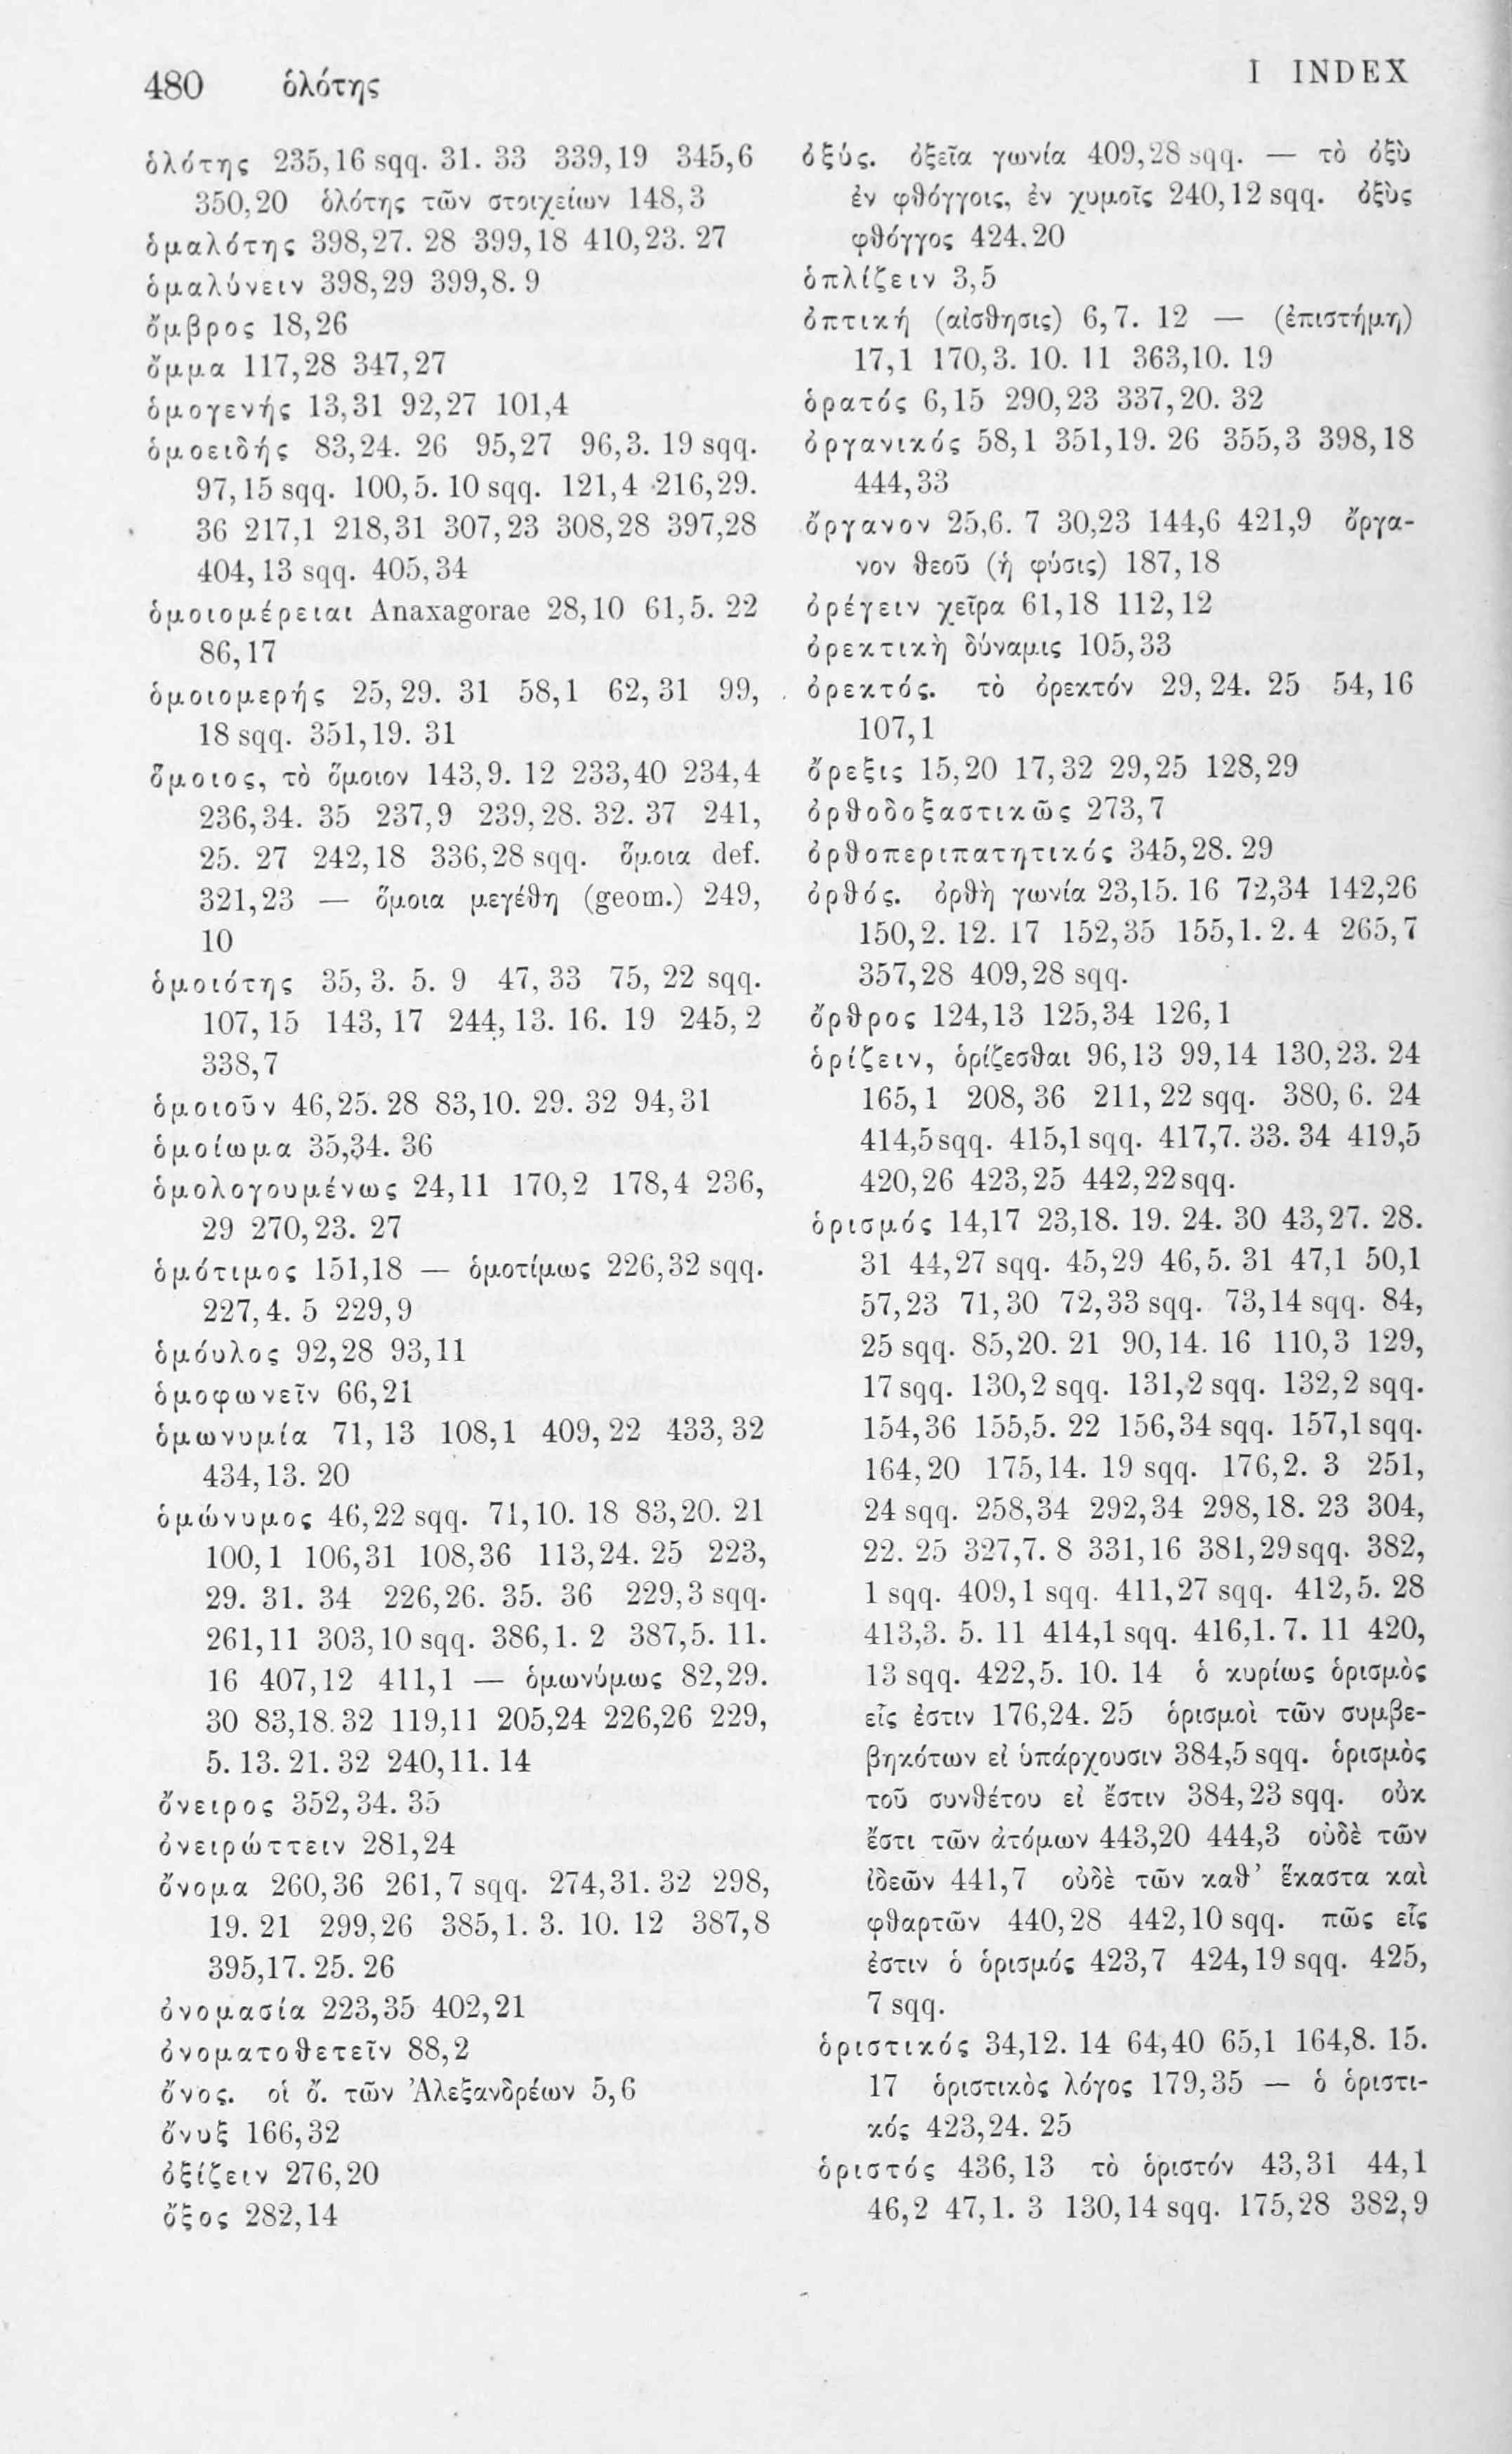 480 ὁλότης
I INDEX
ὁλότης 235,16 sqq. 31. 33 339,19 345,6
350,20 ὁλότης τῶν στοιχείων 148,3
ὁμαλότης 398,27. 28 399,18 410,23. 27
ὁμαλύνειν 398,29 399,8. 9
ὄμβρος 18,26
ὄμμα 117,28 347,27
ὁμογενής 13,31 92,27 101,4
ὁμοειδής 83,24. 26 95,27 96,3. 19 sqq.
97,15 sqq. 100,5. 10 sqq. 121,4 216,29.
36 217,1 218,31 307,23 308,28 397,28
404,13 sqq. 405,34
ὁμοιομέρειαι Anaxagorae 28,10 61,5. 22
86,17
ὁμοιομερής 25,29. 31 58,1 62,31 99,
18 sqq. 351,19. 31
ὅμοιος, τὸ ὅμοιον 143,9. 12 233,40 234,4
236,34. 35 237,9 239,28. 32. 37 241,
25. 27 242,18 336,28 sqq. ὅμοια def.
321,23 — ὅμοια μεγέθη (geom.) 249,
10
ὁμοιότης 35,3. 5. 9 47,33 75,22 sqq.
107,15 143,17 244,13. 16. 19 245,2
338,7
ὁμοιοῦν 46,25. 28 83,10. 29. 32 94,31
ὁμοίωμα 35,34. 36
ὁμολογουμένως 24,11 170,2 178,4 236,
29 270,23. 27
ὁμότιμος 151,18 — ὁμοτίμως 226,32 sqq.
227,4. 5 229,9
ὁμόυλος 92,28 93,11
ὁμοφωνεῖν 66,21
ὁμωνυμία 71,13 108,1 409,22 433,32
434,13. 20
ὁμώνυμος 46,22 sqq. 71,10. 18 83,20. 21
100,1 106,31 108,36 113,24. 25 223,
29. 31. 34 226,26. 35. 36 229,3 sqq.
261,11 303,10 sqq. 386,1. 2 387,5. 11.
16 407,12 411,1 — ὁμωνύμως 82,29.
30 83,18. 32 119,11 205,24 226,26 229,
5. 13. 21. 32 240,11. 14
ὄνειρος 352,34. 35
ὀνειρώττειν 281,24
ὄνομα 260,36 261,7 sqq. 274,31. 32 298,
19. 21 299,26 385,1. 3. 10. 12 387,8
395,17. 25. 26
ὀνομασία 223,35 402,21
ὀνοματοθετεῖν 88,2
ὄνος. οἱ ὄ. τῶν Ἀλεξανδρέων 5,6
ὄνυξ 166,32
ὀξίζειν 276,20
ὄξος 282,14
ὀξύς. ὀξεῖα γωνία 409,28 sqq. — τὸ ὀξὺ
ἐν φθόγγοις, ἐν χυμοῖς 240,12 sqq. ὀξὺς
φθόγγος 424,20
ὁπλίζειν 3,5
ὀπτική (αἴσθησις) 6,7. 12 — (ἐπιστήμη)
17,1 170,3. 10. 11 363,10. 19
ὁρατός 6,15 290,23 337,20. 32
ὀργανικός 58,1 351,19. 26 355,3 398,18
444,33
ὄργανον 25,6. 7 30,23 144,6 421,9 ὄργα-
νον θεοῦ (ἡ φύσις) 187,18
ὀρέγειν χεῖρα 61,18 112,12
ὀρεκτικὴ δύναμις 105,33
ὀρεκτός. τὸ ὀρεκτόν 29,24. 25 54,16
107,1
ὄρεξις 15,20 17,32 29,25 128,29
ὀρθοδοξαστικῶς 273,7
ὀρθοπεριπατητικός 345,28. 29
ὀρθός. ὀρθὴ γωνία 23,15. 16 72,34 142,26
150,2. 12. 17 152,35 155,1. 2. 4 265,7
357,28 409,28 sqq.
ὄρθρος 124,13 125,34 126,1
ὁρίζειν, ὁρίζεσθαι 96,13 99,14 130,23. 24
165,1 208,36 211,22 sqq. 380,6. 24
414,5 sqq. 415,1 sqq. 417,7. 33. 34 419,5
420,26 423,25 442,22 sqq.
ὁρισμός 14,17 23,18. 19. 24. 30 43,27. 28.
31 44,27 sqq. 45,29 46,5. 31 47,1 50,1
57,23 71,30 72,33 sqq. 73,14 sqq. 84,
25 sqq. 85,20. 21 90,14. 16 110,3 129,
17 sqq. 130,2 sqq. 131,2 sqq. 132,2 sqq.
154,36 155,5. 22 156,34 sqq. 157,1 sqq.
164,20 175,14. 19 sqq. 176,2. 3 251,
24 sqq. 258,34 292,34 298,18. 23 304,
22. 25 327,7. 8 331,16 381,29 sqq. 382,
1 sqq. 409,1 sqq. 411,27 sqq. 412,5. 28
413,3. 5. 11 414,1 sqq. 416,1. 7. 11 420,
13 sqq. 422,5. 10. 14 ὁ κυρίως ὁρισμὸς
εἷς ἐστιν 176,24. 25 ὁρισμοὶ τῶν συμβε-
βηκότων εἰ ὑπάρχουσιν 384,5 sqq. ὁρισμὸς
τοῦ συνθέτου εἰ ἔστιν 384,23 sqq. οὐκ
ἔστι τῶν ἀτόμων 443,20 444,3 οὐδὲ τῶν
ἰδεῶν 441,7 οὐδὲ τῶν καθ’ ἕκαστα καὶ
φθαρτῶν 440,28 442,10 sqq. πῶς εἷς
ἐστιν ὁ ὁρισμός 423,7 424,19 sqq. 425,
7 sqq.
ὁριστικός 34,12. 14 64,40 65,1 164,8. 15.
17 ὁριστικὸς λόγος 179,35 — ὁ ὁριστι-
κός 423,24. 25
ὁριστός 436,13 τὸ ὁριστόν 43,31 44,1
46,2 47,1. 3 130,14 sqq. 175,28 382,9